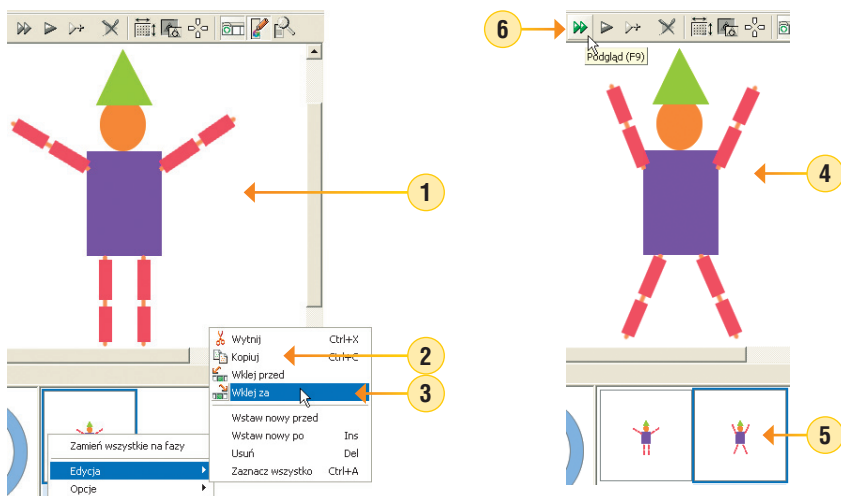 6
Podgląd (F9)
1
4
Wytnij Ctrl+X
Kopiuj Ctrl+C
2
Wklej przed
Wklej za
3
Wstaw nowy przed
Wstaw nowy po Ins
Usuń Del
Zaznacz wszystko Ctrl+A
Zamień wszystkie na fazy
Edycja
Opcje
5